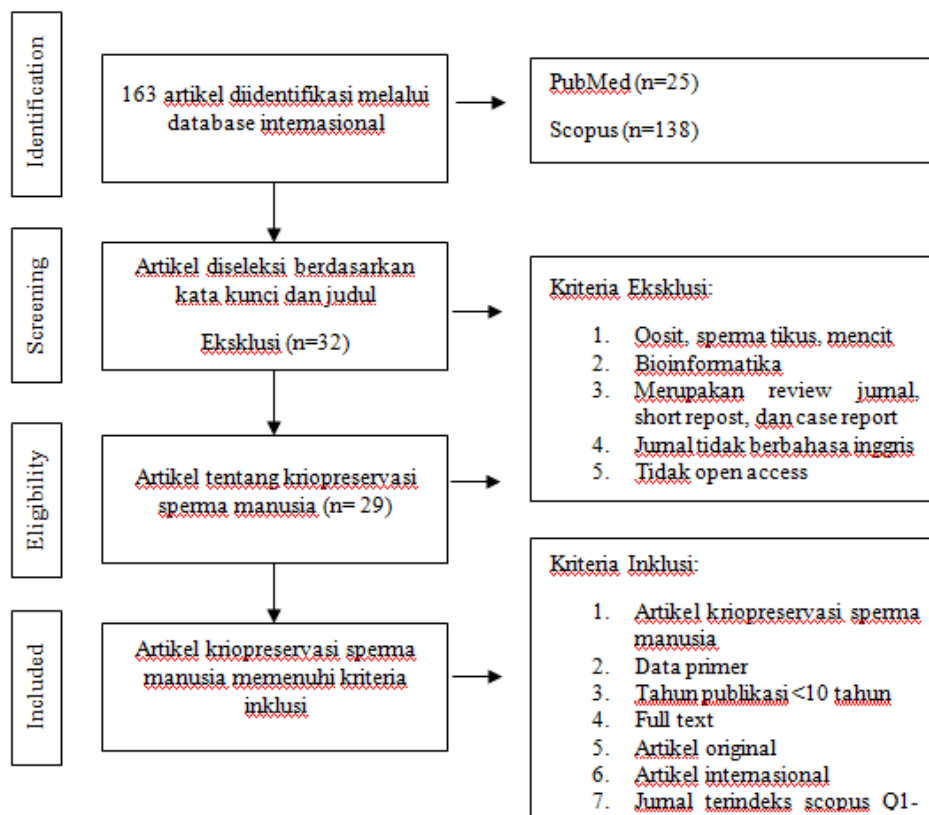 Identification
163 artikel diidentifikasi melalui
database internasional
PubMed (n=25)
Scopus (n=138)
Screening
Artikel diseleksi berdasarkan
kata kunci dan judul
Eksklusi (n=32)
Kriteria Eksklusi:
1. Oosit, sperma tikus, mencit
2. Bioinformatika
3. Merupakan review jurnal,
short repost, dan case report
4. Jurnal tidak berbahasa inggris
5. Tidak open access
Eligibility
Artikel tentang kriopreservasi
sperma manusia (n= 29)
Included
Artikel kriopreservasi sperma
manusia memenuhi kriteria
inklusi
Kriteria Inklusi:
1. Artikel kriopreservasi sperma
manusia
2. Data primer
3. Tahun publikasi <10 tahun
4. Full text
5. Artikel original
6. Artikel internasional
7. Jurnal terindeks scopus Q1-